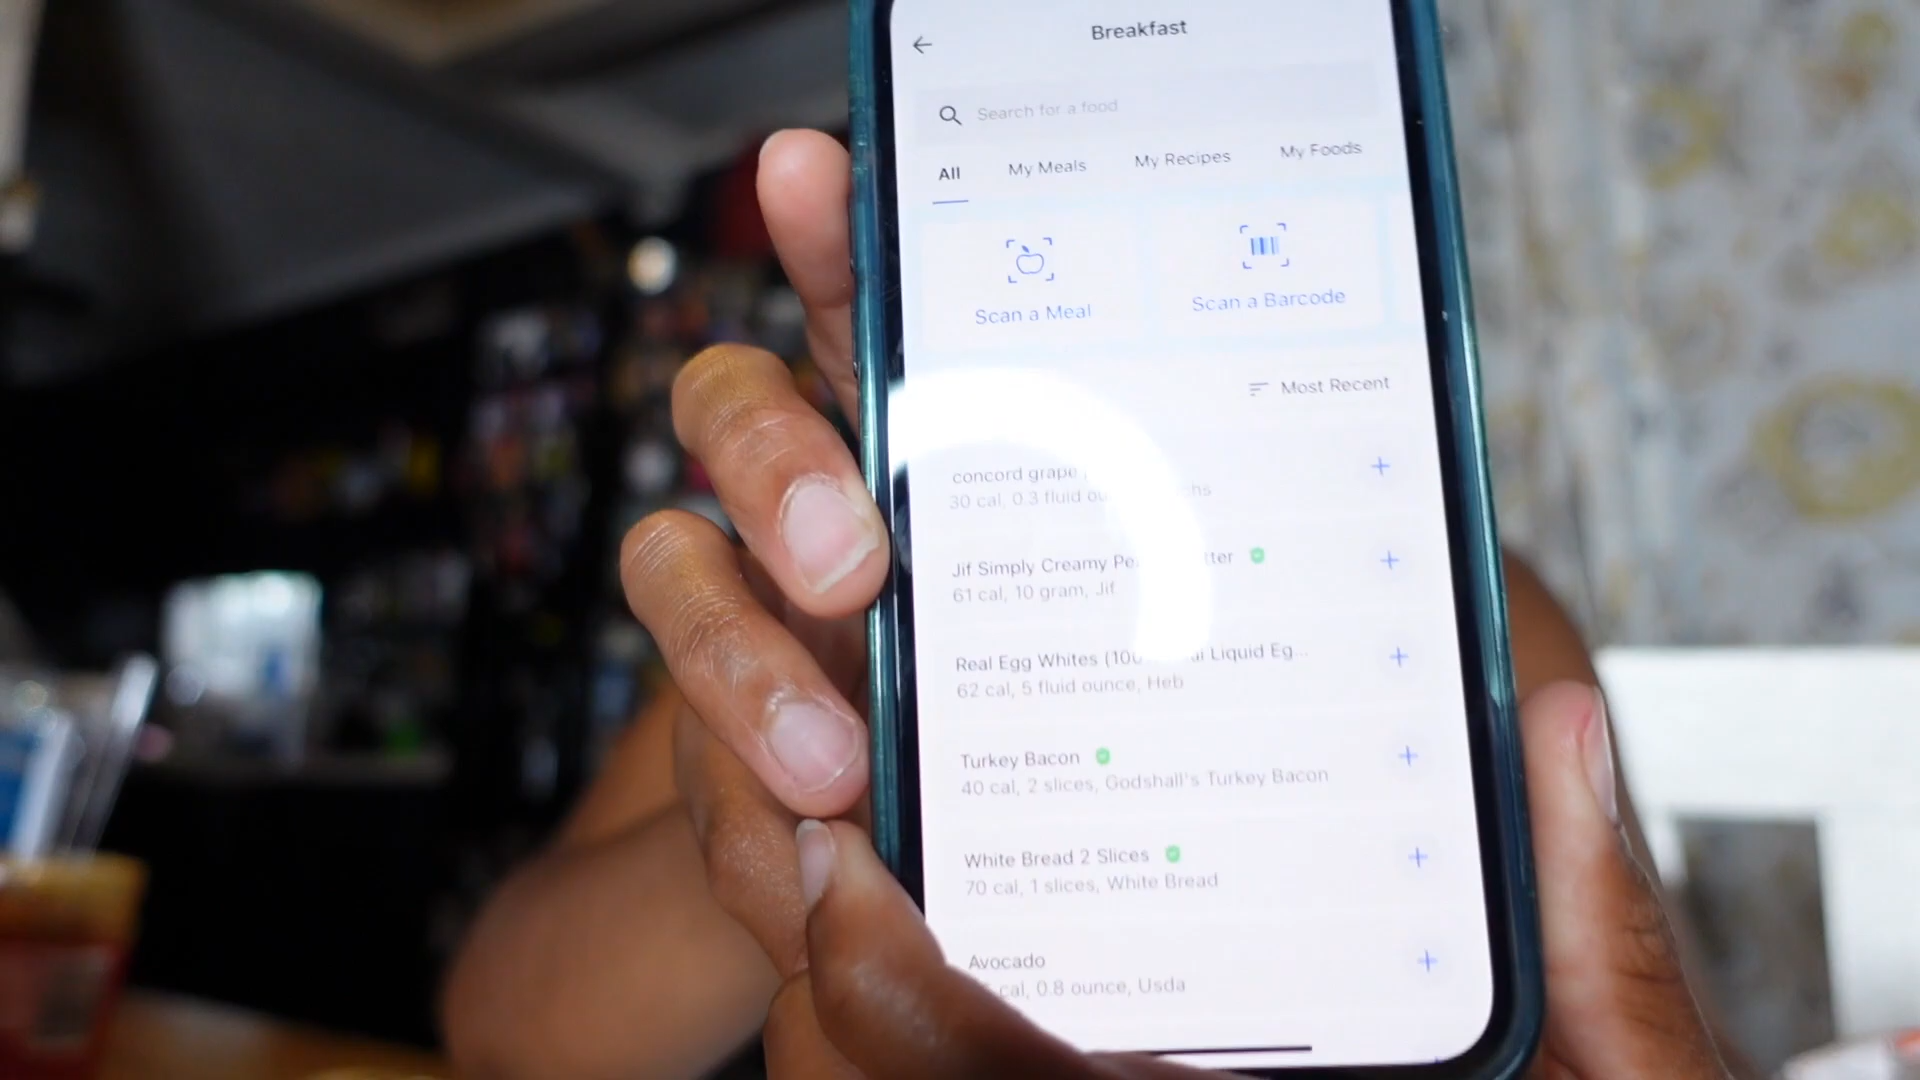 Breakfast
Search for a food
All My Meals My Recipes My Foods
Scan a Meal Scan a Barcode
Most Recent
concord grape
30 cal, 0.3 fluid
Jif Simply Creamy
61 cal, 10 gram, Jif
Real Egg Whites Liquid Eg...
62 cal, 5 fluid ounce, Heb
Turkey Bacon
40 cal, 2 slices, Godshall's Turkey Bacon
White Bread 2 Slices
70 cal, 1 slices, White Bread
Avocado
cal, 0.8 ounce, Usda